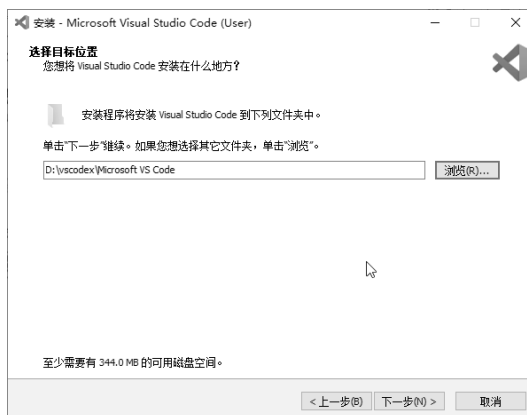 安装 - Microsoft Visual Studio Code (User)
选择目标位置
您想将 Visual Studio Code 安装在什么地方?
安装程序将安装 Visual Studio Code 到下列文件夹中。
单击“下一步”继续。如果您想选择其它文件夹,单击“浏览”。
D:\vscodex\Microsoft VS Code
浏览(R)...
至少需要有 344.0 MB 的可用磁盘空间。
< 上一步(B) 下一步(N) > 取消